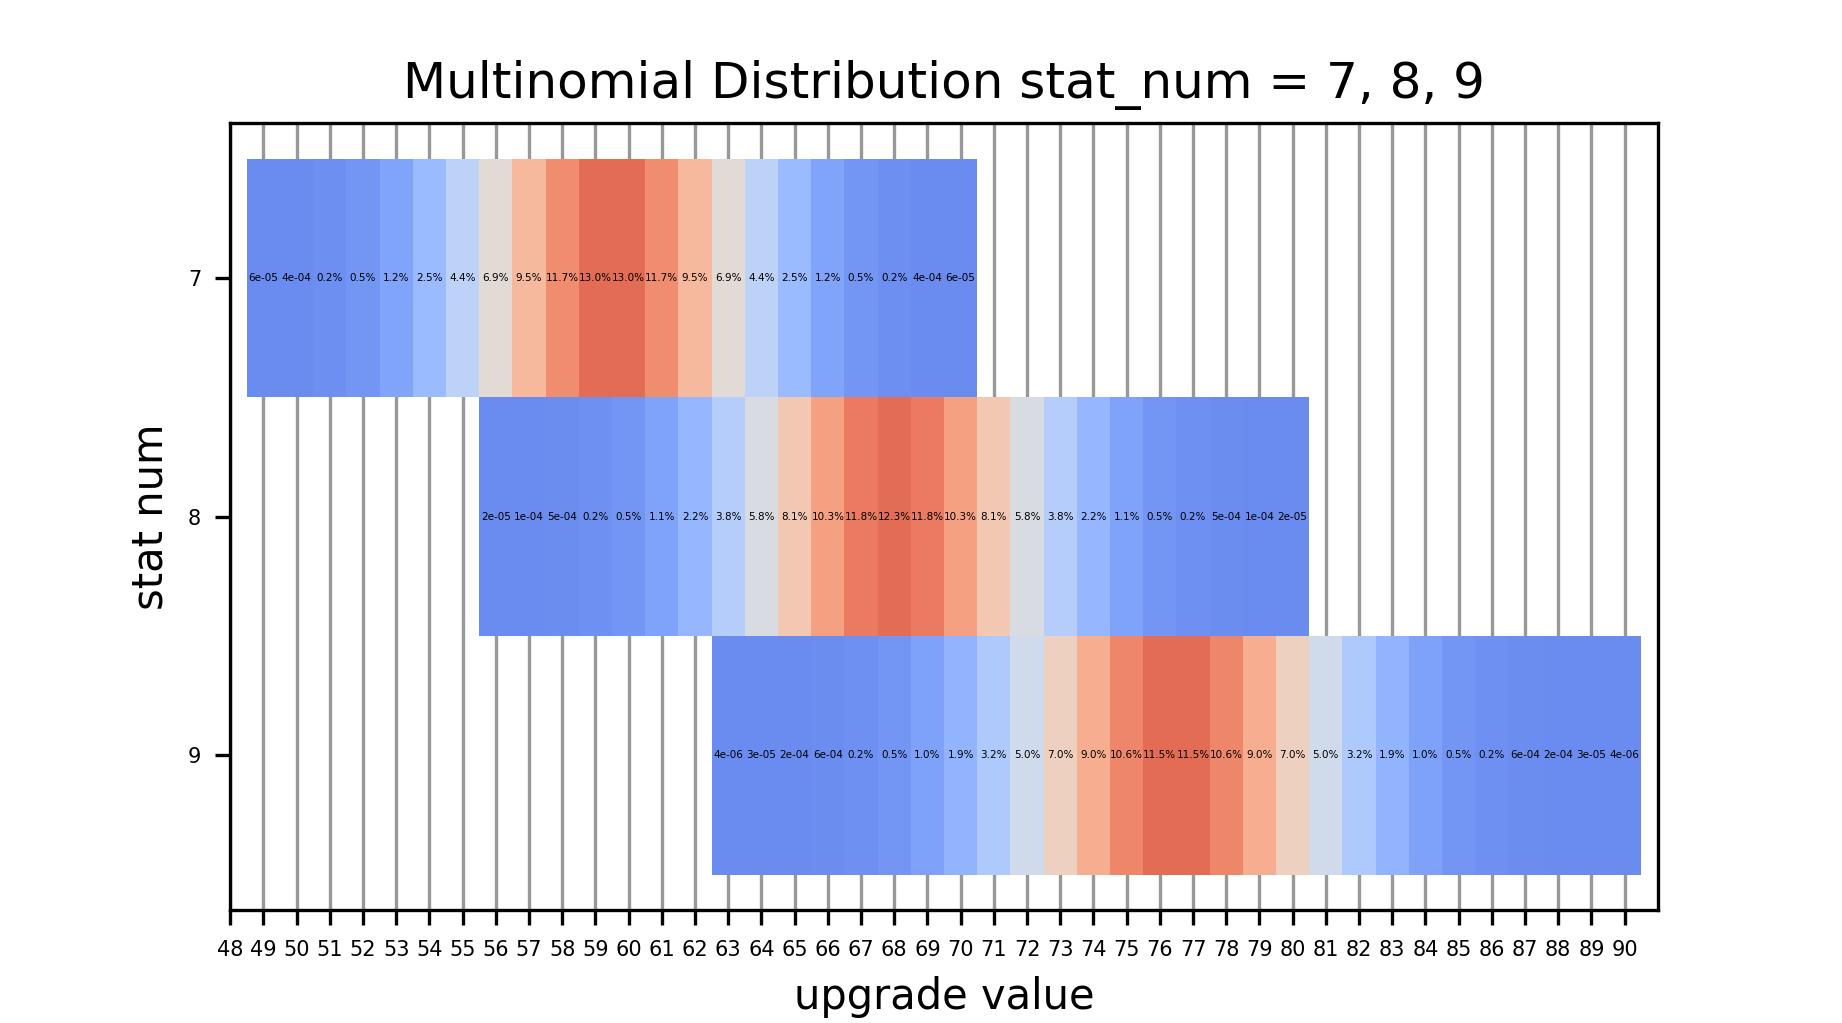 Multinomial Distribution stat_num = 7, 8, 9
7
6e-05 4e-04 0.2% 0.5% 1.2% 2.5% 4.4% 6.9% 9.5% 11.7% 13.0% 13.0% 11.7% 9.5% 6.9% 4.4% 2.5% 1.2% 0.5% 0.2% 4e-04 6e-05
stat num
8
2e-05 1e-04 5e-04 0.2% 0.5% 1.1% 2.2% 3.8% 5.8% 8.1% 10.3% 11.8% 12.3% 11.8% 10.3% 8.1% 5.8% 3.8% 2.2% 1.1% 0.5% 0.2% 5e-04 1e-04 2e-05
9
4e-06 3e-05 2e-04 6e-04 0.2% 0.5% 1.0% 1.9% 3.2% 5.0% 7.0% 9.0% 10.6% 11.5% 11.5% 10.6% 9.0% 7.0% 5.0% 3.2% 1.9% 1.0% 0.5% 0.2% 6e-04 2e-04 3e-05 4e-06
48 49 50 51 52 53 54 55 56 57 58 59 60 61 62 63 64 65 66 67 68 69 70 71 72 73 74 75 76 77 78 79 80 81 82 83 84 85 86 87 88 89 90
upgrade value